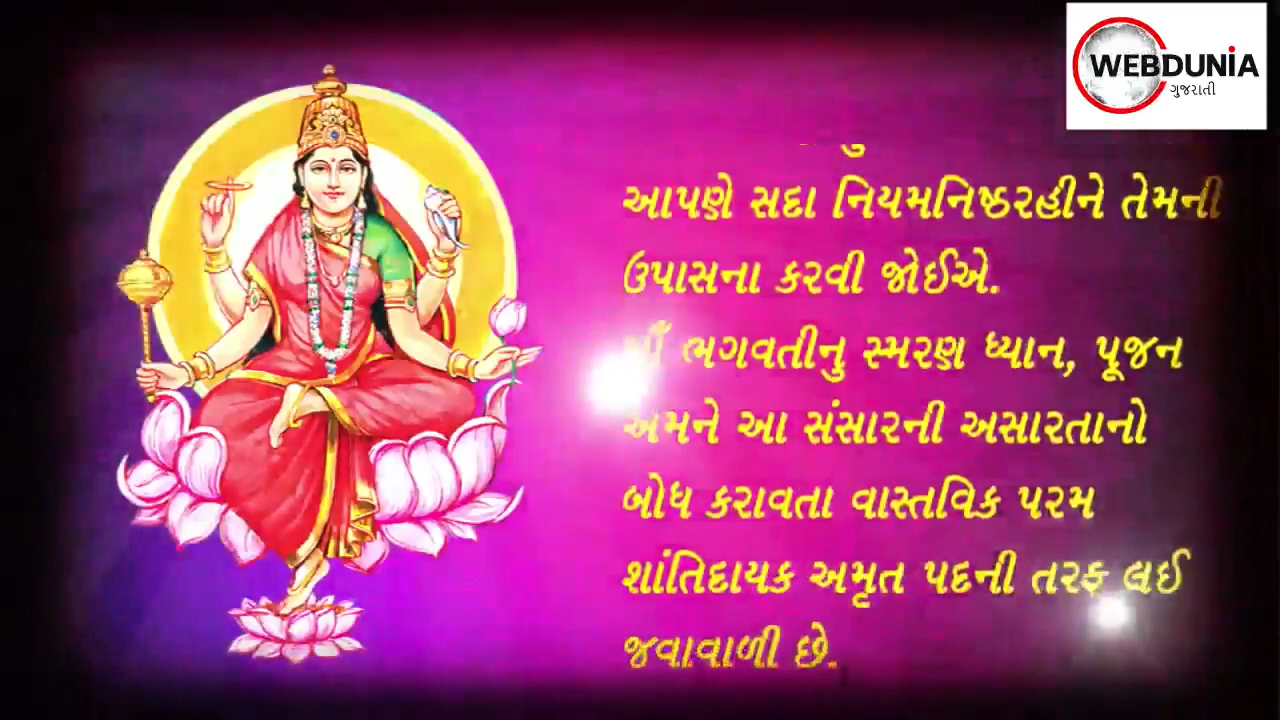 WEBDUNIA
ગુજરાતી
આપણે સદા નિયમનિષ્ઠરહીને તેમની
ઉપાસના કરવી જોઈએ.
ભગવતીનુ સ્મરણ ધ્યાન, પૂજન
અમને આ સંસારની અસારતાનો
બોધ કરાવતા વાસ્તવિક પરમ
શાંતિદાયક અમૃત પદની તરફ લઈ
જવાવાળી છે.